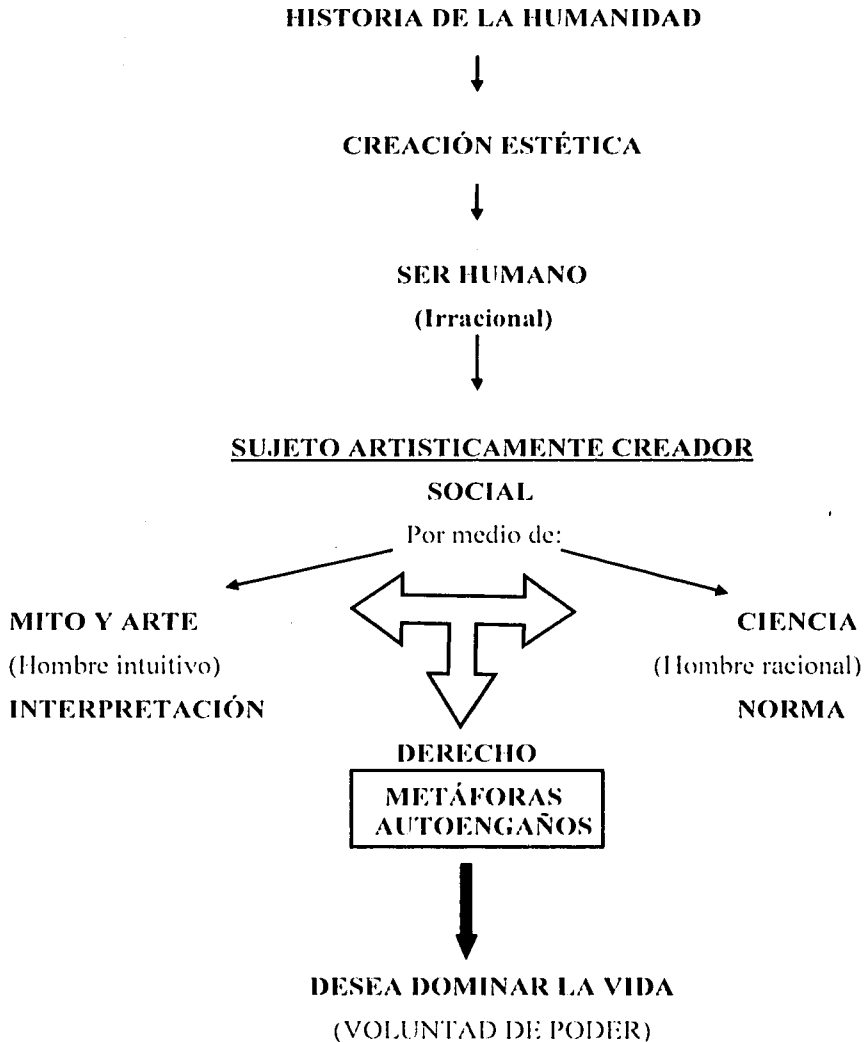 HISTORIA DE LA HUMANIDAD
CREACIÓN ESTÉTICA
SER HUMANO
(Irracional)
SUJETO ARTISTICAMENTE CREADOR
SOCIAL
Por medio de:
MITO Y ARTE
(Hombre intuitivo)
INTERPRETACIÓN
CIENCIA
(Hombre racional)
NORMA
DERECHO
METÁFORAS
AUTOENGAÑOS
DESEA DOMINAR LA VIDA
(VOLUNTAD DE PODER)